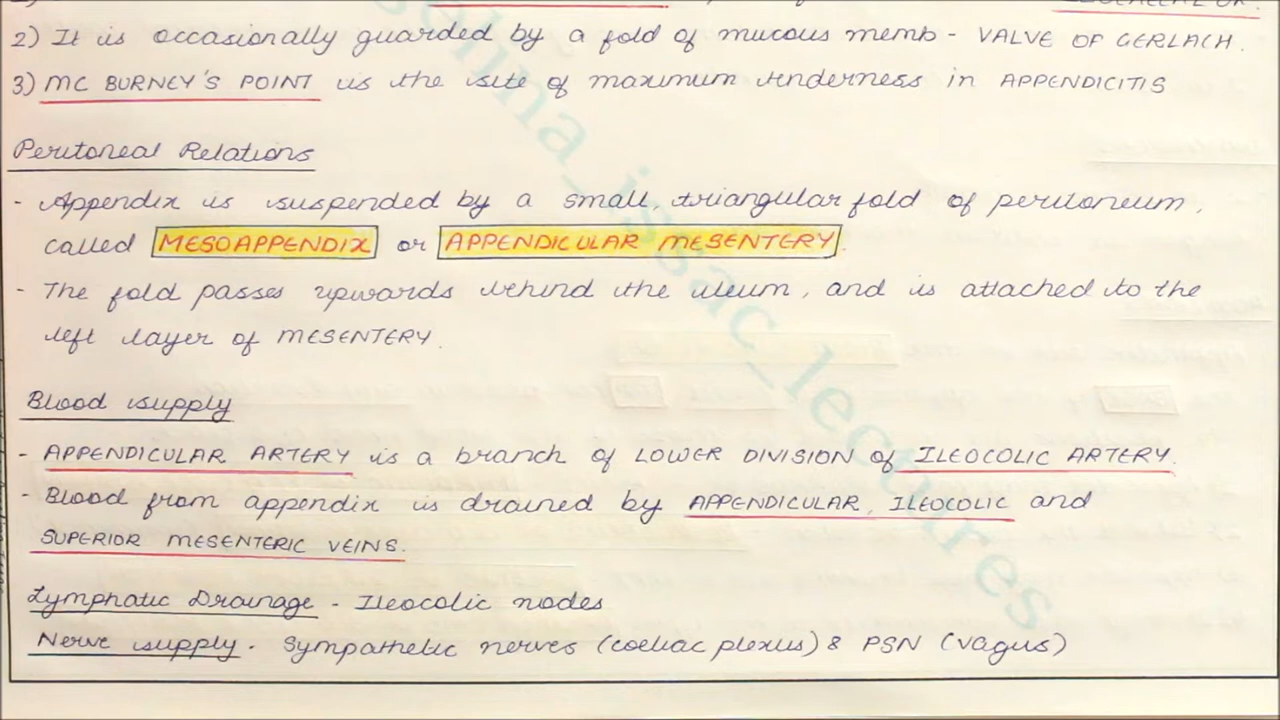 2) It is occasionally guarded by a fold of mucous memb - VALVE OF GERLACH.
3) MC BURNEY'S POINT is the site of maximum tenderness in APPENDICITIS
Peritoneal Relations
- Appendix is suspended by a small, triangular fold of peritoneum,
called MESOAPPENDIX or APPENDICULAR MESENTERY.
- The fold passes upwards behind the ileum, and is attached to the
left layer of MESENTERY.
Blood supply
- APPENDICULAR ARTERY is a branch of LOWER DIVISION of ILEOCOLIC ARTERY.
- Blood from appendix is drained by APPENDICULAR, ILEOCOLIC and
SUPERIOR MESENTERIC VEINS.
Lymphatic Drainage - Ileocolic nodes
Nerve supply - Sympathetic nerves (coeliac plexus) & PSN (vagus)
selina_issac_lectures